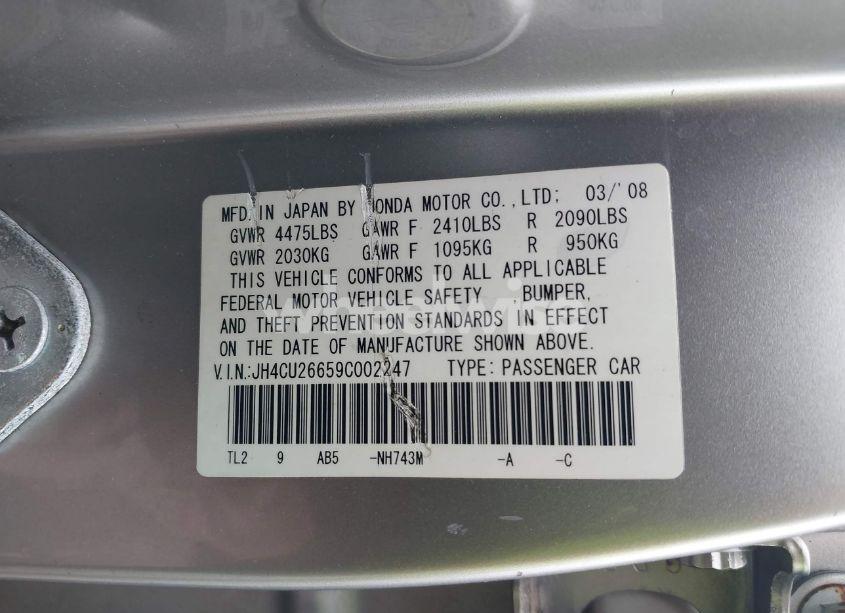 MFD. IN JAPAN BY HONDA MOTOR CO.,LTD; 03/'08
GVWR 4475LBS GAWR F 2410LBS R 2090LBS
GVWR 2030KG GAWR F 1095KG R 950KG
THIS VEHICLE CONFORMS TO ALL APPLICABLE
FEDERAL MOTOR VEHICLE SAFETY ,BUMPER,
AND THEFT PREVENTION STANDARDS IN EFFECT
ON THE DATE OF MANUFACTURE SHOWN ABOVE.
V.I.N.:JH4CU26659C002247 TYPE: PASSENGER CAR
TL2 9 AB5 -NH743M -A -C